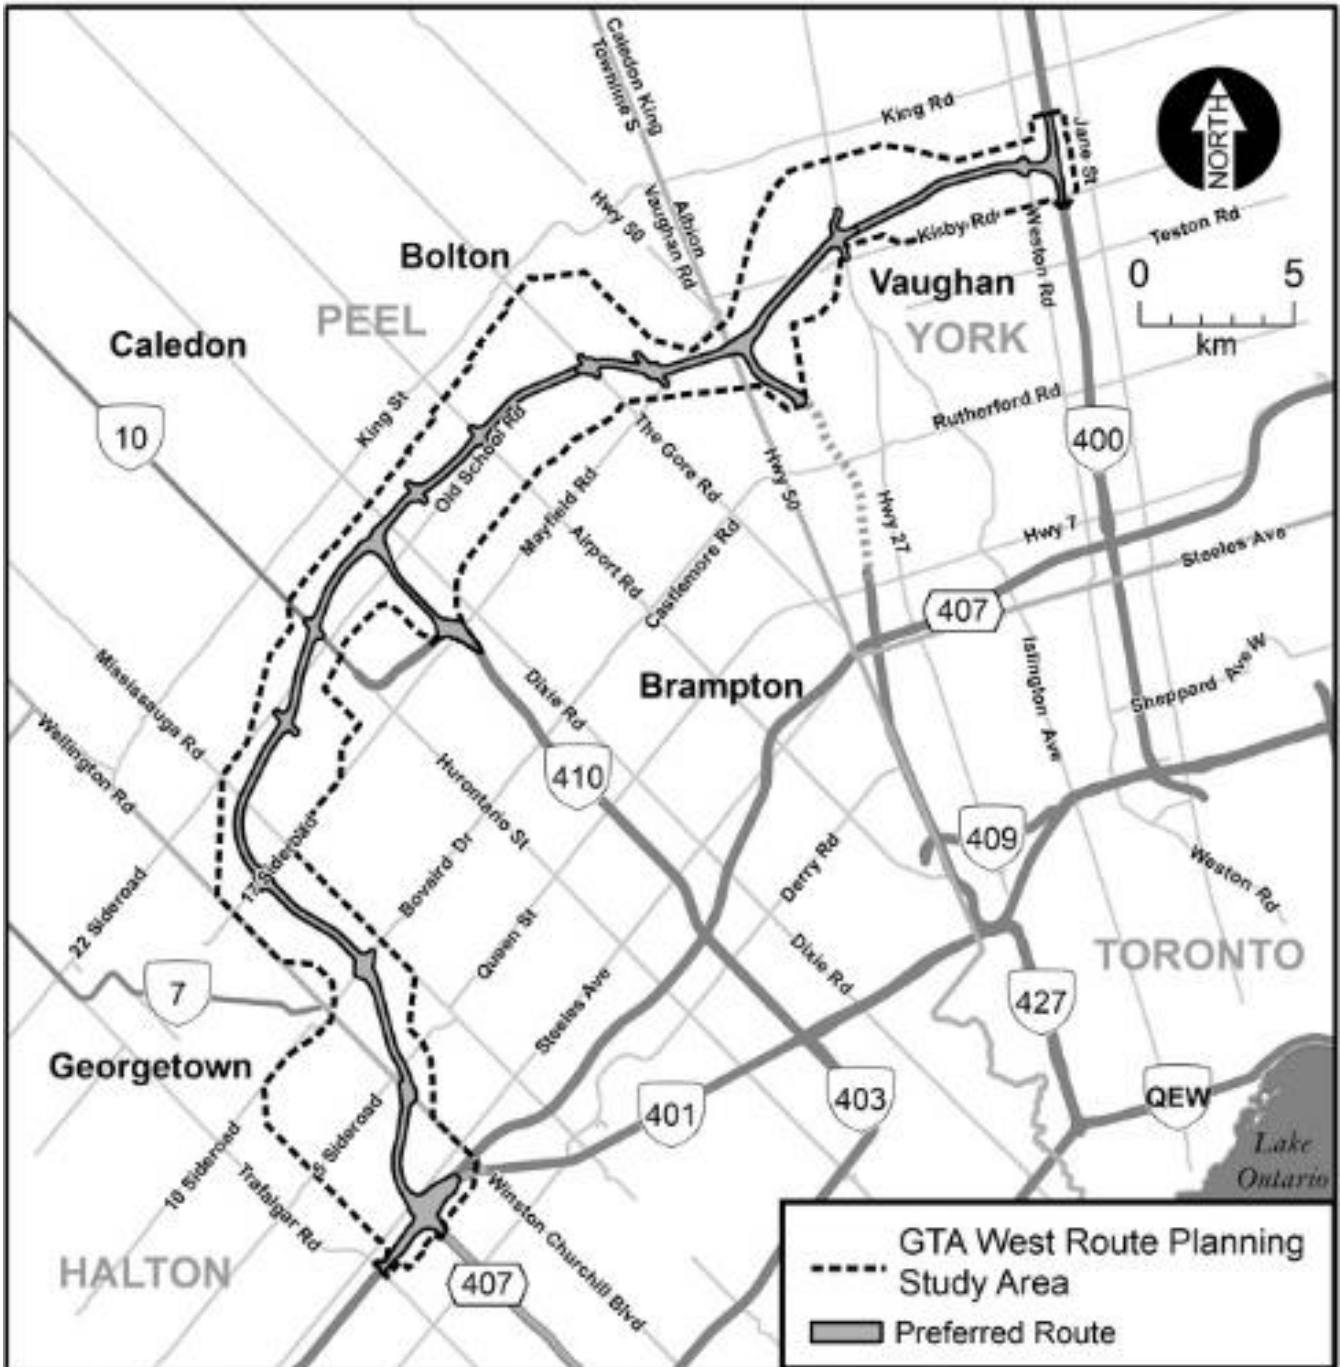 Caledon King
Townline S
King Rd
Jane St
NORTH
Hwy 50
Albion
Vaughan Rd
Kirby Rd
Weston Rd
Teston Rd
Bolton
Vaughan
0 5
km
PEEL
YORK
Caledon
King St
10
Old School Rd
The Gore Rd
Rutherford Rd
400
Hwy 50
Mayfield Rd
Airport Rd
Castlemore Rd
Hwy 27
Hwy 7
Steeles Ave
407
Mississauga Rd
Wellington Rd
Dixie Rd
Brampton
Islington Ave
Sheppard Ave W
410
Hurontario St
409
17 Sideroad
Bovaird Dr
Derry Rd
Weston Rd
22 Sideroad
Queen St
Dixie Rd
TORONTO
7
Steeles Ave
427
Georgetown
401
403
QEW
10 Sideroad
5 Sideroad
Trafalgar Rd
Winston Churchill Blvd
Lake
Ontario
HALTON
407
GTA West Route Planning
Study Area
Preferred Route